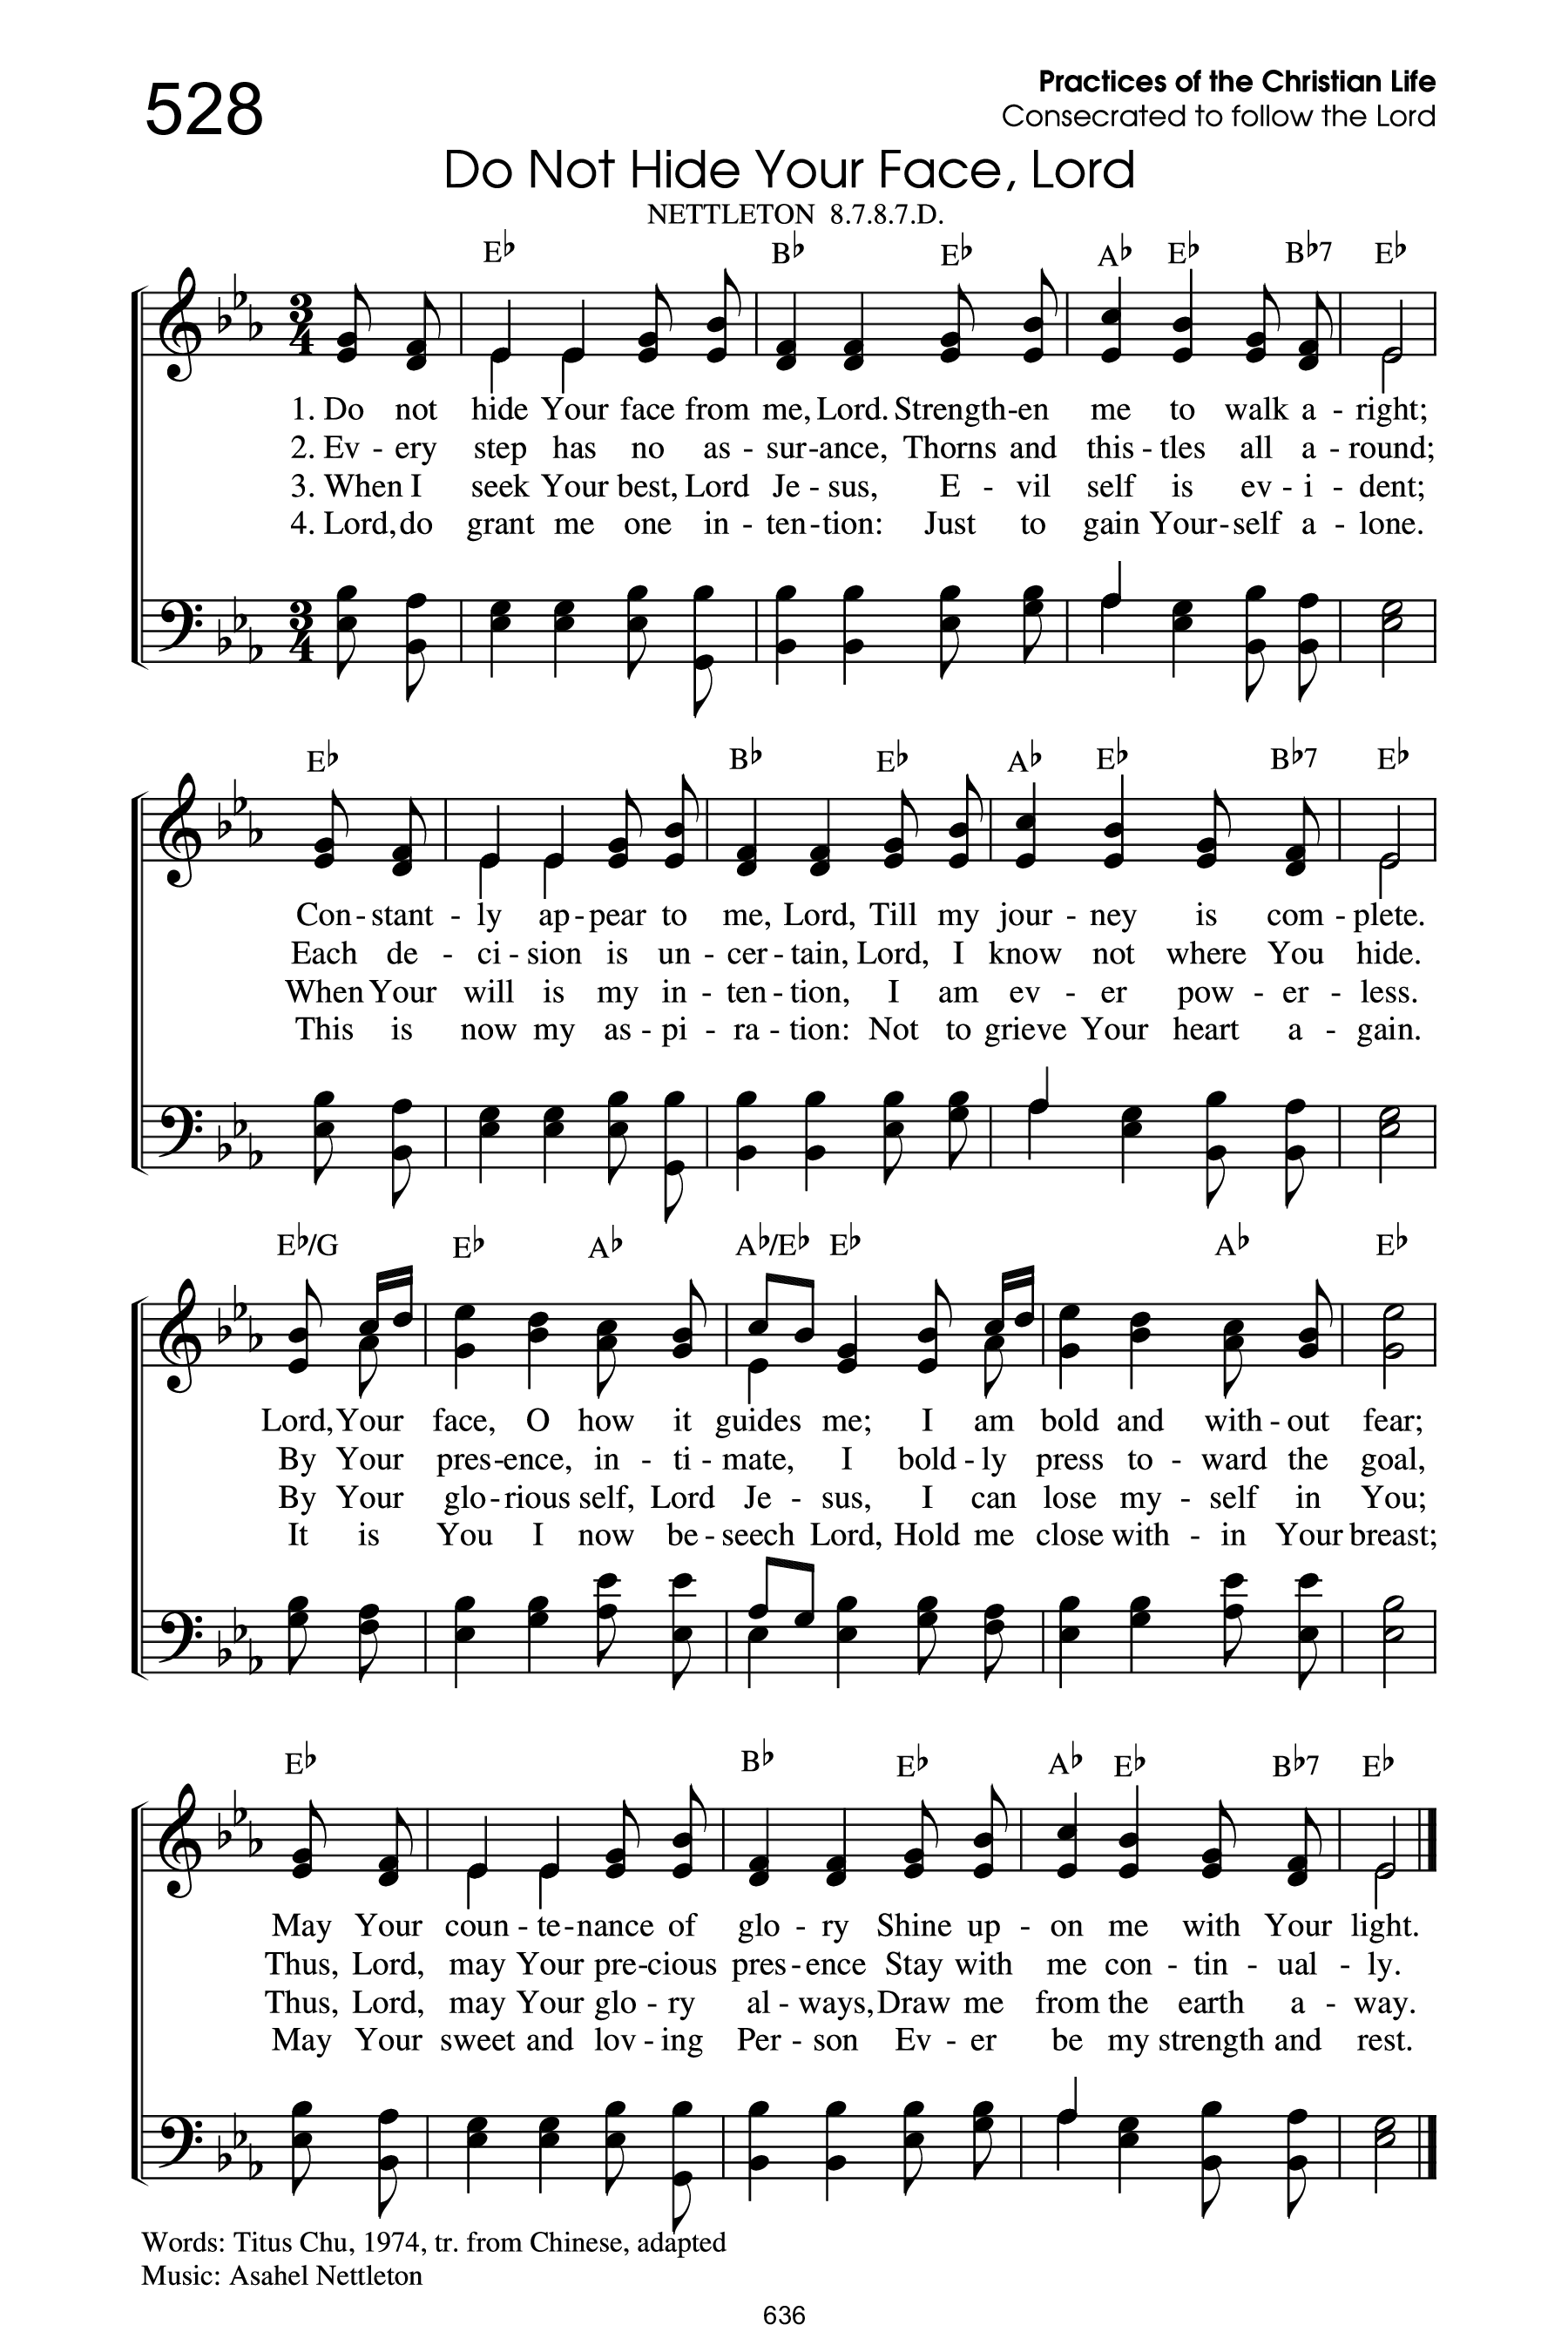 528
Practices of the Christian Life
Consecrated to follow the Lord
Do Not Hide Your Face, Lord
NETTLETON 8.7.8.7.D.
E♭ B♭ E♭ A♭ E♭ B♭7 E♭
1. Do not hide Your face from me, Lord. Strength-en me to walk a - right;
2. Ev - ery step has no as - sur-ance, Thorns and this - tles all a - round;
3. When I seek Your best, Lord Je - sus, E - vil self is ev - i - dent;
4. Lord, do grant me one in - ten-tion: Just to gain Your-self a - lone.
E♭ B♭ E♭ A♭ E♭ B♭7 E♭
Con - stant - ly ap - pear to me, Lord, Till my jour - ney is com - plete.
Each de - ci - sion is un - cer - tain, Lord, I know not where You hide.
When Your will is my in - ten - tion, I am ev - er pow - er - less.
This is now my as - pi - ra - tion: Not to grieve Your heart a - gain.
E♭/G E♭ A♭ A♭/E♭ E♭ A♭ E♭
Lord, Your face, O how it guides me; I am bold and with - out fear;
By Your pres-ence, in - ti - mate, I bold - ly press to - ward the goal,
By Your glo - rious self, Lord Je - sus, I can lose my - self in You;
It is You I now be - seech Lord, Hold me close with - in Your breast;
E♭ B♭ E♭ A♭ E♭ B♭7 E♭
May Your coun - te - nance of glo - ry Shine up - on me with Your light.
Thus, Lord, may Your pre-cious pres - ence Stay with me con - tin - ual - ly.
Thus, Lord, may Your glo - ry al - ways, Draw me from the earth a - way.
May Your sweet and lov - ing Per - son Ev - er be my strength and rest.
Words: Titus Chu, 1974, tr. from Chinese, adapted
Music: Asahel Nettleton
636